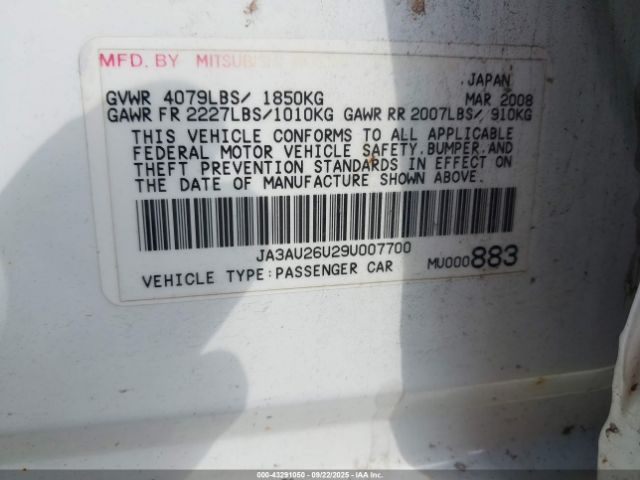 MFD. BY MITSUBISHI
JAPAN
GVWR 4079LBS/ 1850KG MAR 2008
GAWR FR 2227LBS/1010KG GAWR RR 2007LBS/ 910KG
THIS VEHICLE CONFORMS TO ALL APPLICABLE
FEDERAL MOTOR VEHICLE SAFETY, BUMPER, AND
THEFT PREVENTION STANDARDS IN EFFECT ON
THE DATE OF MANUFACTURE SHOWN ABOVE.
JA3AU26U29U007700
VEHICLE TYPE:PASSENGER CAR MU000883
000-43291050 - 09/22/2025 - IAAI.COM